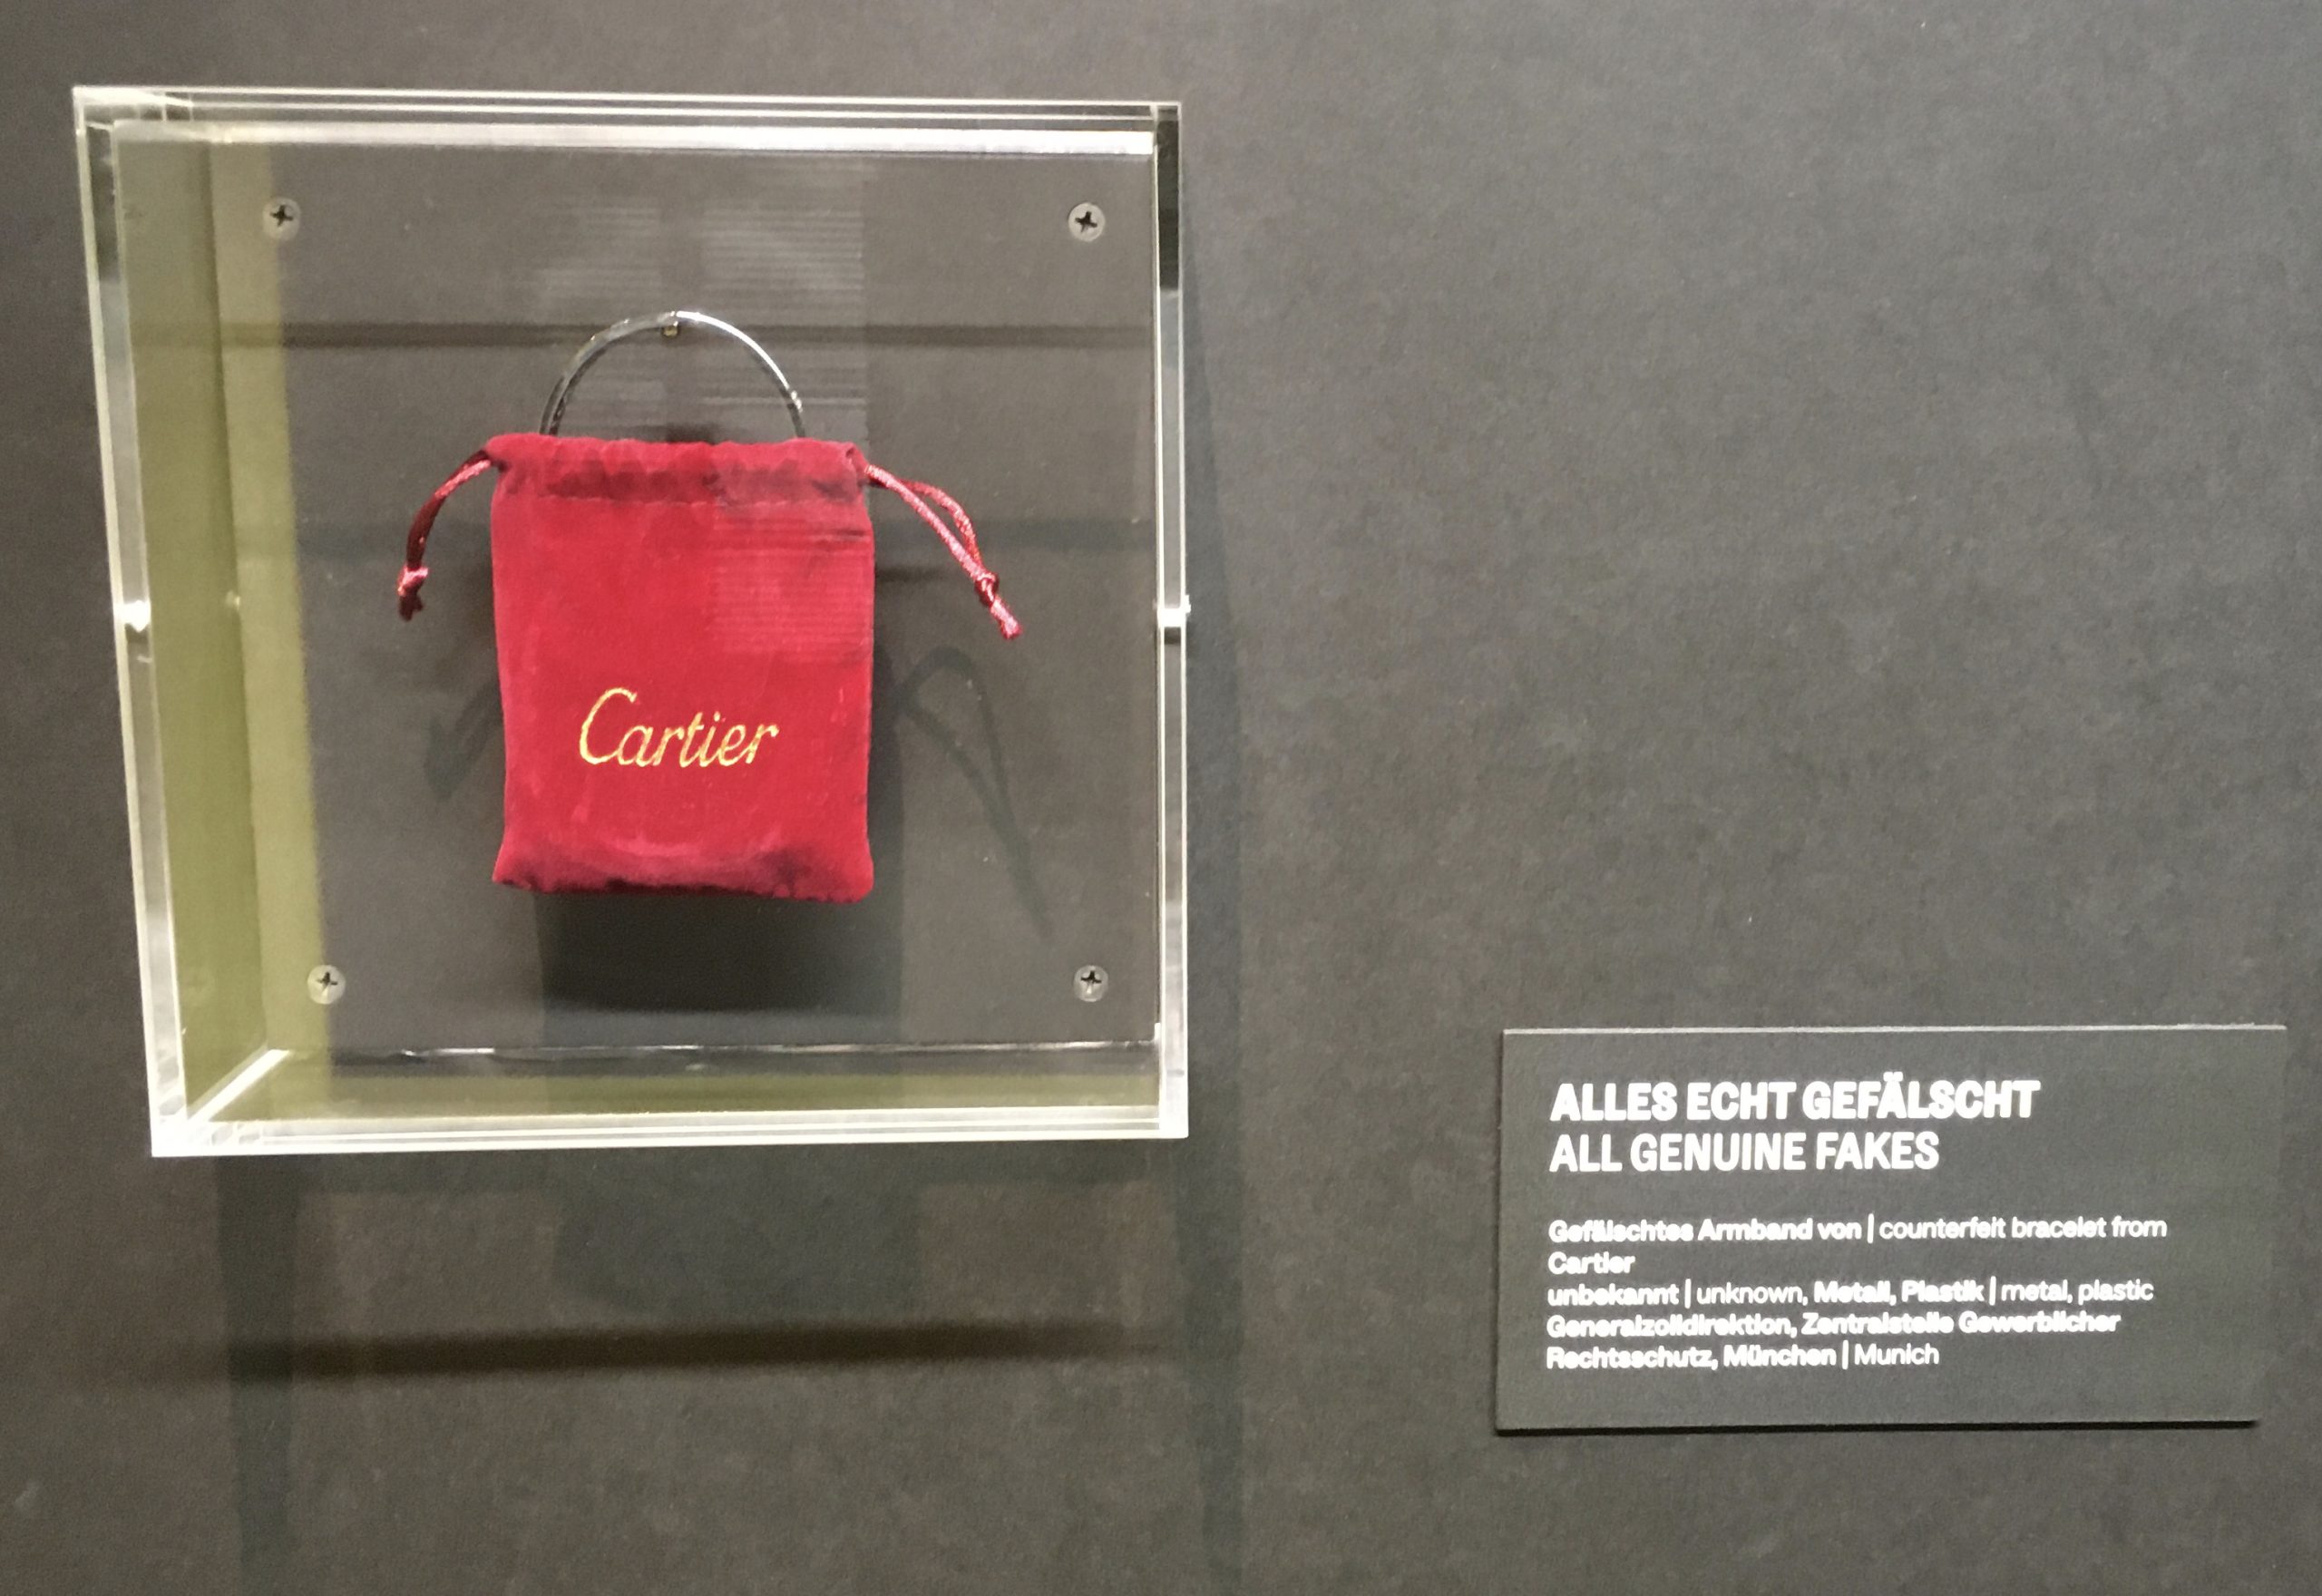 Cartier
ALLES ECHT GEFÄLSCHT
ALL GENUINE FAKES
Gefälschtes Armband von | counterfeit bracelet from
Cartier
unbekannt | unknown, Metall, Plastik | metal, plastic
Generalzolldirektion, Zentralstelle Gewerblicher
Rechtsschutz, München | Munich